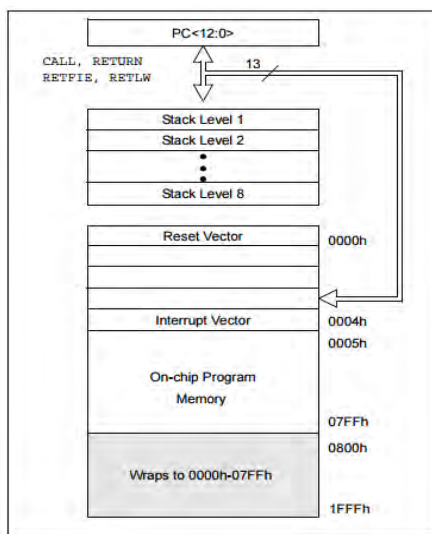 PC<12:0>
CALL, RETURN
RETFIE, RETLW
13
Stack Level 1
Stack Level 2
Stack Level 8
Reset Vector
0000h
Interrupt Vector
0004h
0005h
On-chip Program
Memory
07FFh
0800h
Wraps to 0000h-07FFh
1FFFh